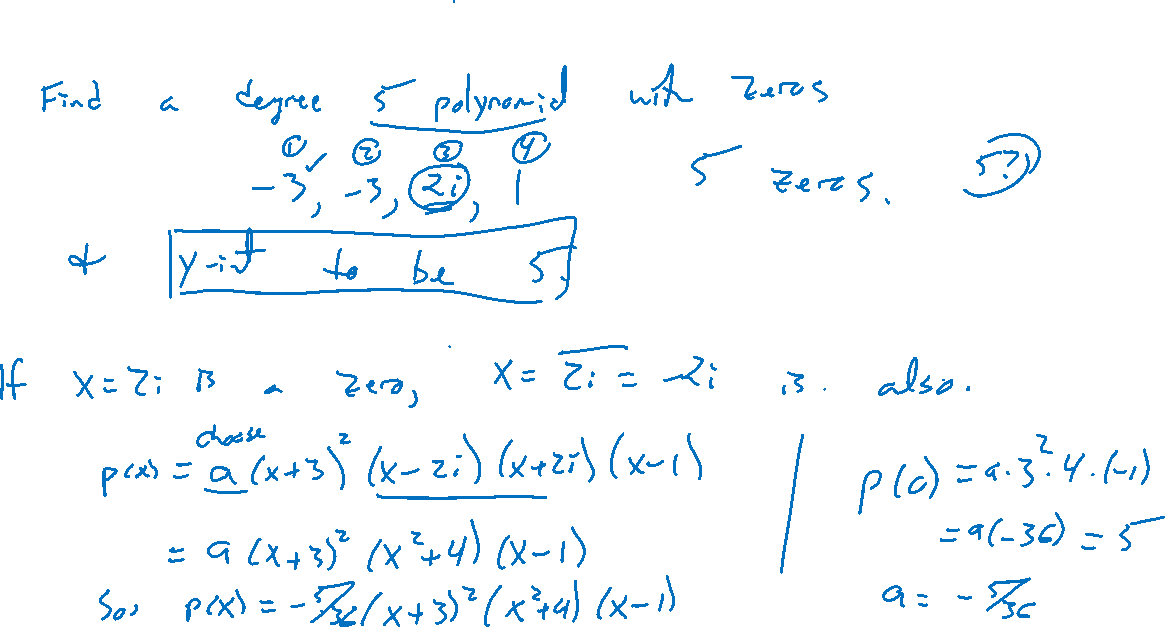 Find a degree 5 polynomial with zeros
① ② ③ ④
-3, -3, 2i, 1 5 zeros. 5?
& y-int to be 5.
If x=2i is a zero, x= \overline{2i} = -2i is also.
choose
p(x) = a(x+3)² (x-2i)(x+2i)(x-1)
= a(x+3)² (x²+4)(x-1)
So, p(x) = -5/36(x+3)²(x²+4)(x-1)
p(0) = a·3²·4·(-1)
= a(-36) = 5
a = -5/36